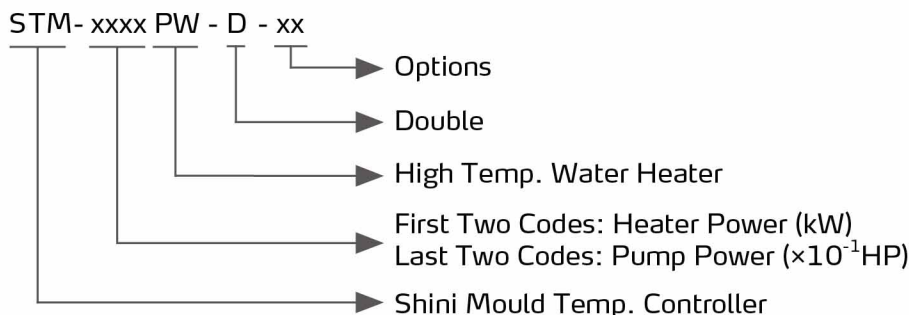 STM- xxxx PW - D - xx
Options
Double
High Temp. Water Heater
First Two Codes: Heater Power (kW)
Last Two Codes: Pump Power (×10⁻¹HP)
Shini Mould Temp. Controller